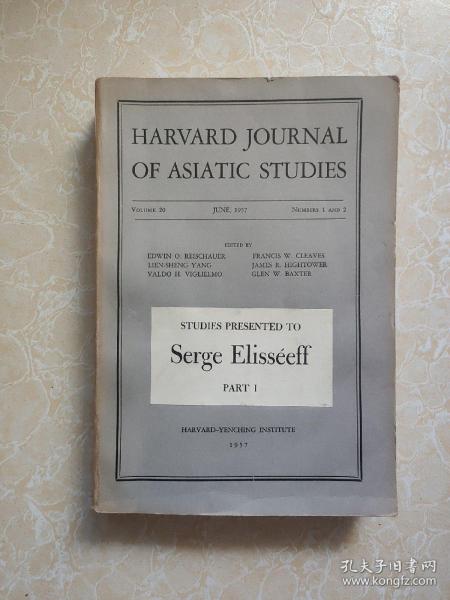 HARVARD JOURNAL
OF ASIATIC STUDIES
VOLUME 20 JUNE, 1957 NUMBERS 1 AND 2
EDITED BY
EDWIN O. REISCHAUER FRANCIS W. CLEAVES
LIEN-SHENG YANG JAMES R. HIGHTOWER
VALDO H. VIGLIELMO GLEN W. BAXTER
STUDIES PRESENTED TO
Serge Elisséeff
PART I
HARVARD-YENCHING INSTITUTE
1957
孔夫子旧书网
www.kongfz.com